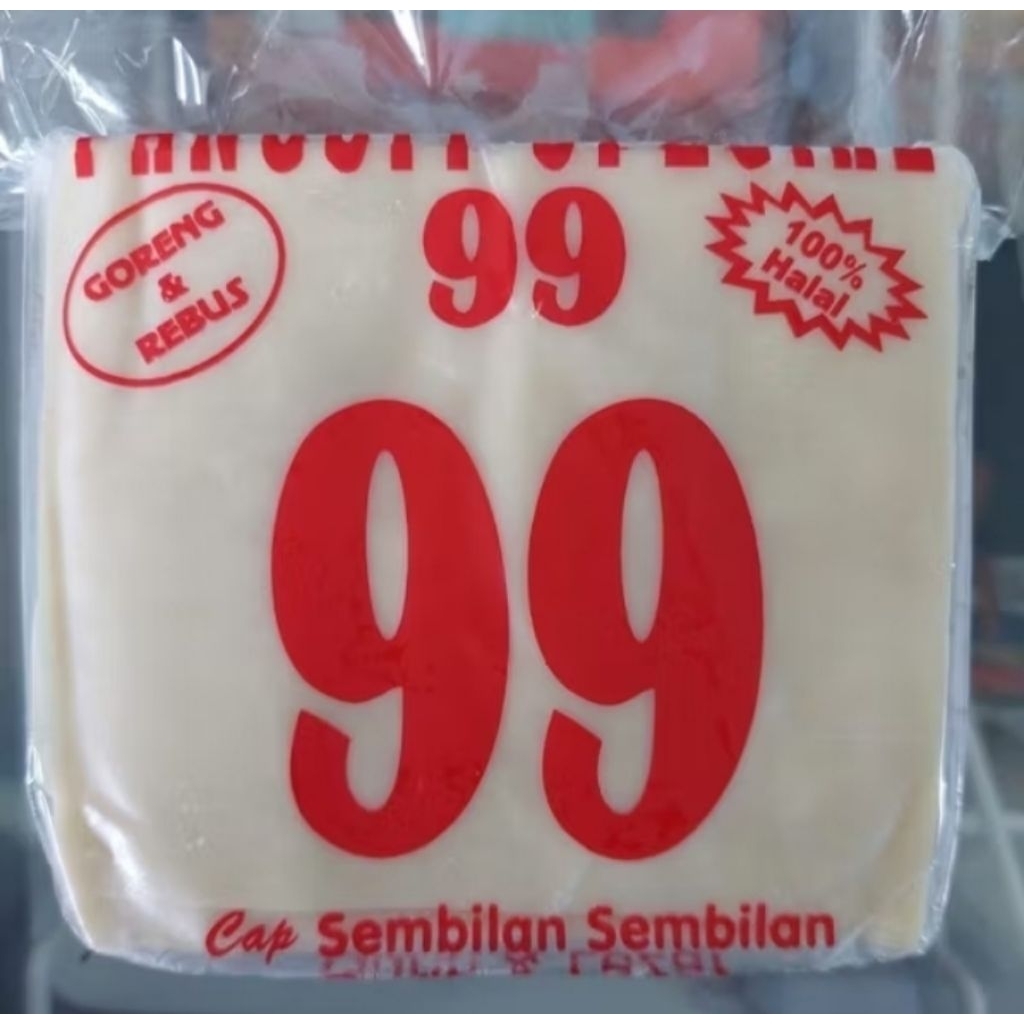 99
GORENG
&
REBUS
100%
Halal
99
Cap Sembilan Sembilan